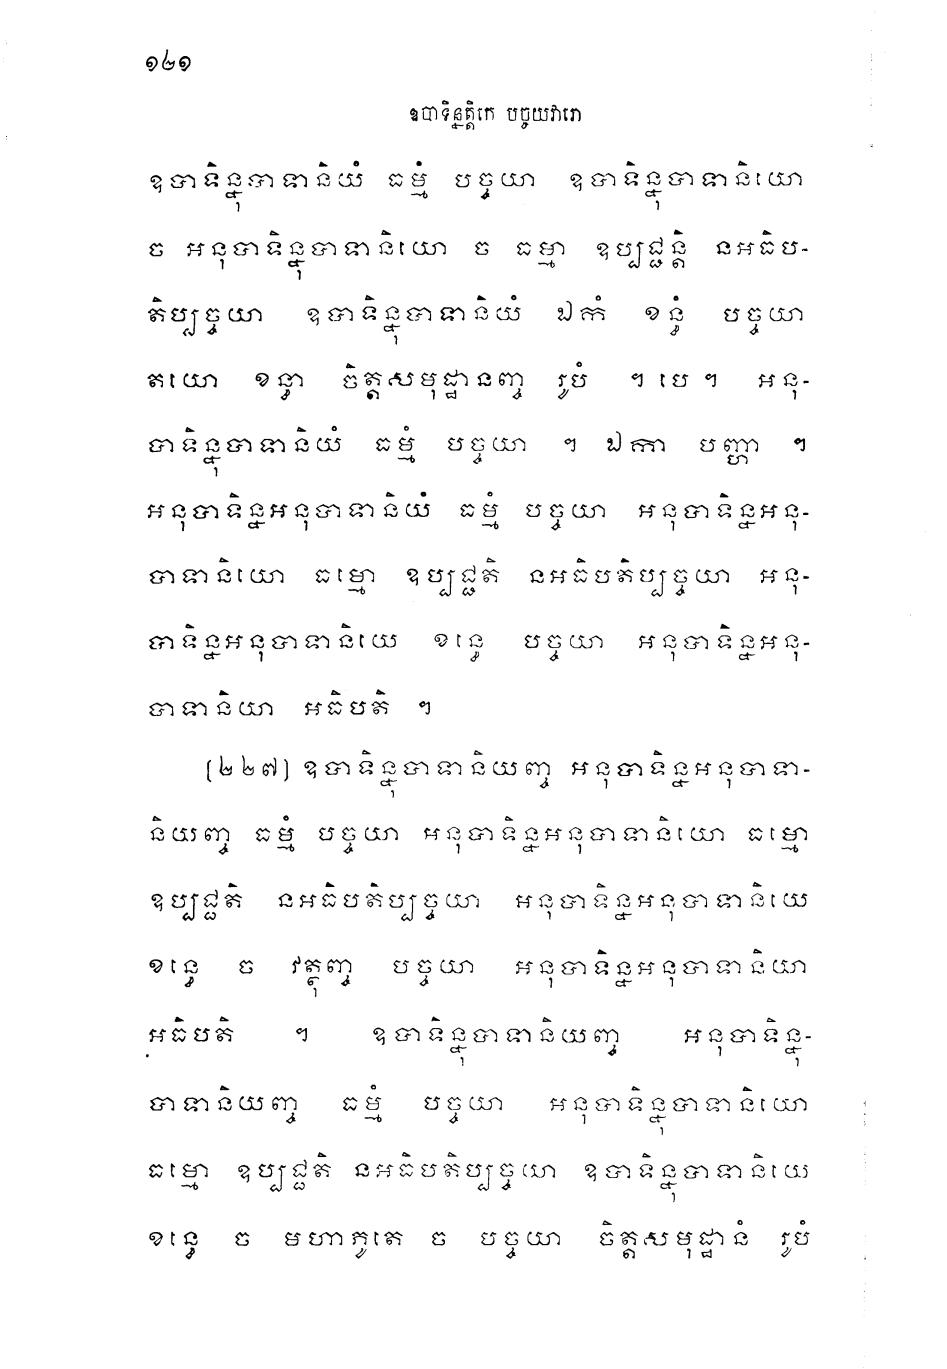 ១៤១
ឧបាទិន្នត្តិកេ បច្ចយវារោ
ឧបាទិន្នុបាទានិយំ ធម្មំ បច្ចយា ឧបាទិន្នុបាទានិយោ
ច អនុបាទិន្នុបាទានិយោ ច ធម្មា ឧប្បជ្ជន្តិ នអធិប-
តិប្បច្ចយា ឧបាទិន្នុបាទានិយំ ឯកំ ខន្ធំ បច្ចយា
តយោ ខន្ធា ចិត្តសមុដ្ឋានញ្ច រូបំ ។ បេ ។ អនុ-
បាទិន្នុបាទានិយំ ធម្មំ បច្ចយា ។ ឯកា បញ្ហា ។
អនុបាទិន្នអនុបាទានិយំ ធម្មំ បច្ចយា អនុបាទិន្នអនុ-
បាទានិយោ ធម្មោ ឧប្បជ្ជតិ នអធិបតិប្បច្ចយា អនុ-
បាទិន្នអនុបាទានិយេ ខន្ធេ បច្ចយា អនុបាទិន្នអនុ-
បាទានិយា អធិបតិ ។
(២២៧) ឧបាទិន្នុបាទានិយញ្ច អនុបាទិន្នអនុបាទា-
និយញ្ច ធម្មំ បច្ចយា អនុបាទិន្នអនុបាទានិយោ ធម្មោ
ឧប្បជ្ជតិ នអធិបតិប្បច្ចយា អនុបាទិន្នអនុបាទានិយេ
ខន្ធេ ច វត្ថុញ្ច បច្ចយា អនុបាទិន្នអនុបាទានិយា
អធិបតិ ។ ឧបាទិន្នុបាទានិយញ្ច អនុបាទិន្នុ-
បាទានិយញ្ច ធម្មំ បច្ចយា អនុបាទិន្នុបាទានិយោ
ធម្មោ ឧប្បជ្ជតិ នអធិបតិប្បច្ចយា ឧបាទិន្នុបាទានិយេ
ខន្ធេ ច មហាភូតេ ច បច្ចយា ចិត្តសមុដ្ឋានំ រូបំ